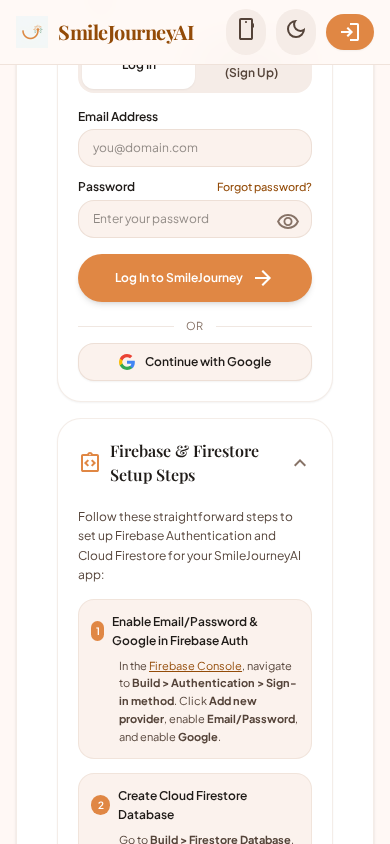 SmileJourneyAI
Log In
(Sign Up)
Email Address
you@domain.com
Password Forgot password?
Enter your password
Log In to SmileJourney
OR
Continue with Google
Firebase & Firestore
Setup Steps
Follow these straightforward steps to
set up Firebase Authentication and
Cloud Firestore for your SmileJourneyAI
app:
1 Enable Email/Password &
Google in Firebase Auth
In the Firebase Console, navigate
to Build > Authentication > Sign-
in method. Click Add new
provider, enable Email/Password,
and enable Google.
2 Create Cloud Firestore
Database
Go to Build > Firestore Database,